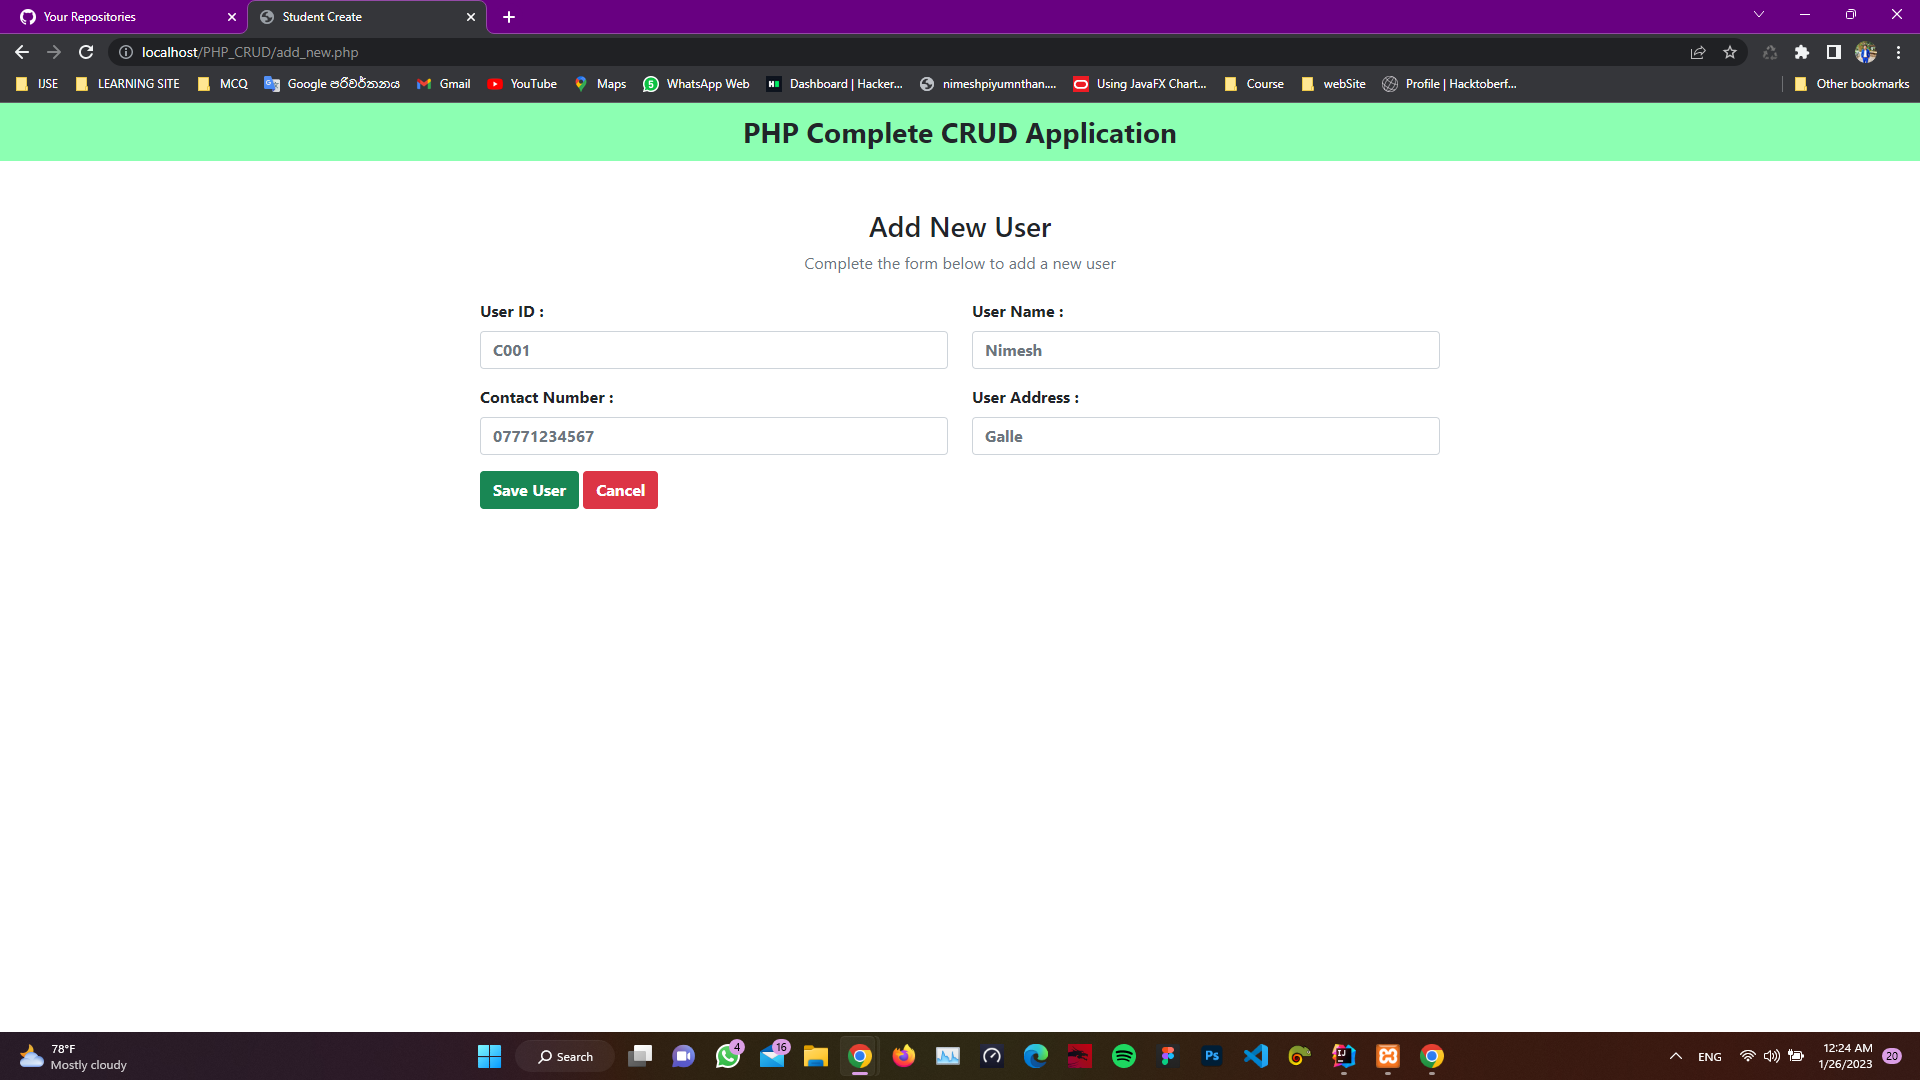 Your Repositories
Student Create
localhost/PHP_CRUD/add_new.php
IJSE LEARNING SITE MCQ Google පරිවර්තනය Gmail YouTube Maps WhatsApp Web Dashboard | Hacker... nimeshpiyumnthan.... Using JavaFX Chart... Course webSite Profile | Hacktoberf... Other bookmarks
PHP Complete CRUD Application
Add New User
Complete the form below to add a new user
User ID : User Name :
C001 Nimesh
Contact Number : User Address :
07771234567 Galle
Save User Cancel
78°F
Mostly cloudy
Search
4
16
Ps
ENG
12:24 AM
1/26/2023
20